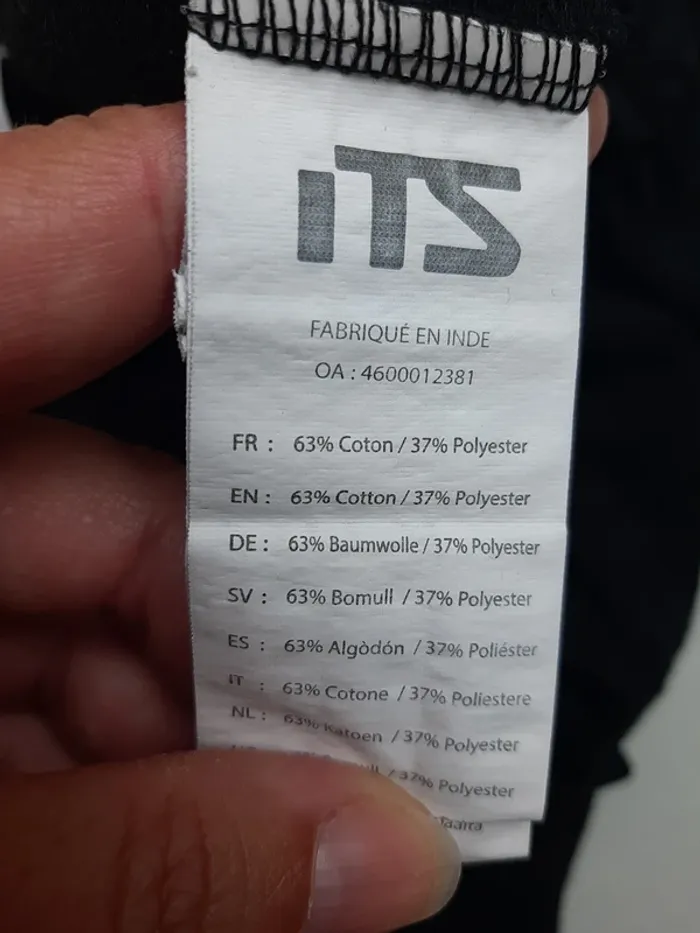 ITS
FABRIQUÉ EN INDE
OA : 4600012381
FR : 63% Coton / 37% Polyester
EN : 63% Cotton / 37% Polyester
DE : 63% Baumwolle / 37% Polyester
SV : 63% Bomull / 37% Polyester
ES : 63% Algòdón / 37% Poliéster
IT : 63% Cotone / 37% Poliestere
NL : 63% Katoen / 37% Polyester
/ 37% Polyester